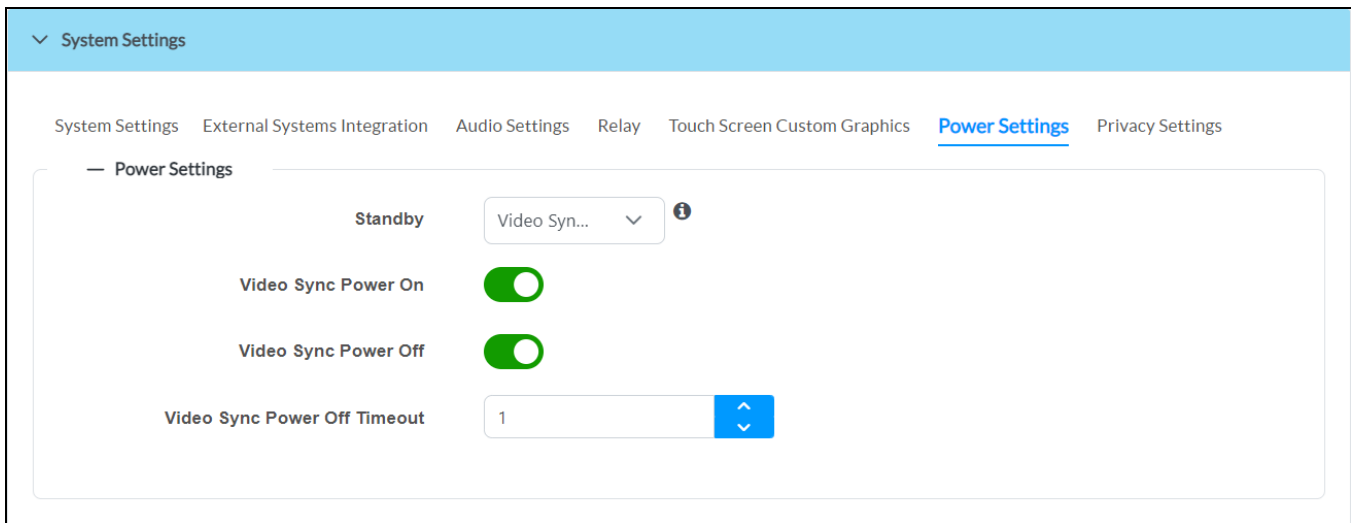 System Settings
System Settings External Systems Integration Audio Settings Relay Touch Screen Custom Graphics Power Settings Privacy Settings
Power Settings
Standby Video Syn...
Video Sync Power On
Video Sync Power Off
Video Sync Power Off Timeout 1